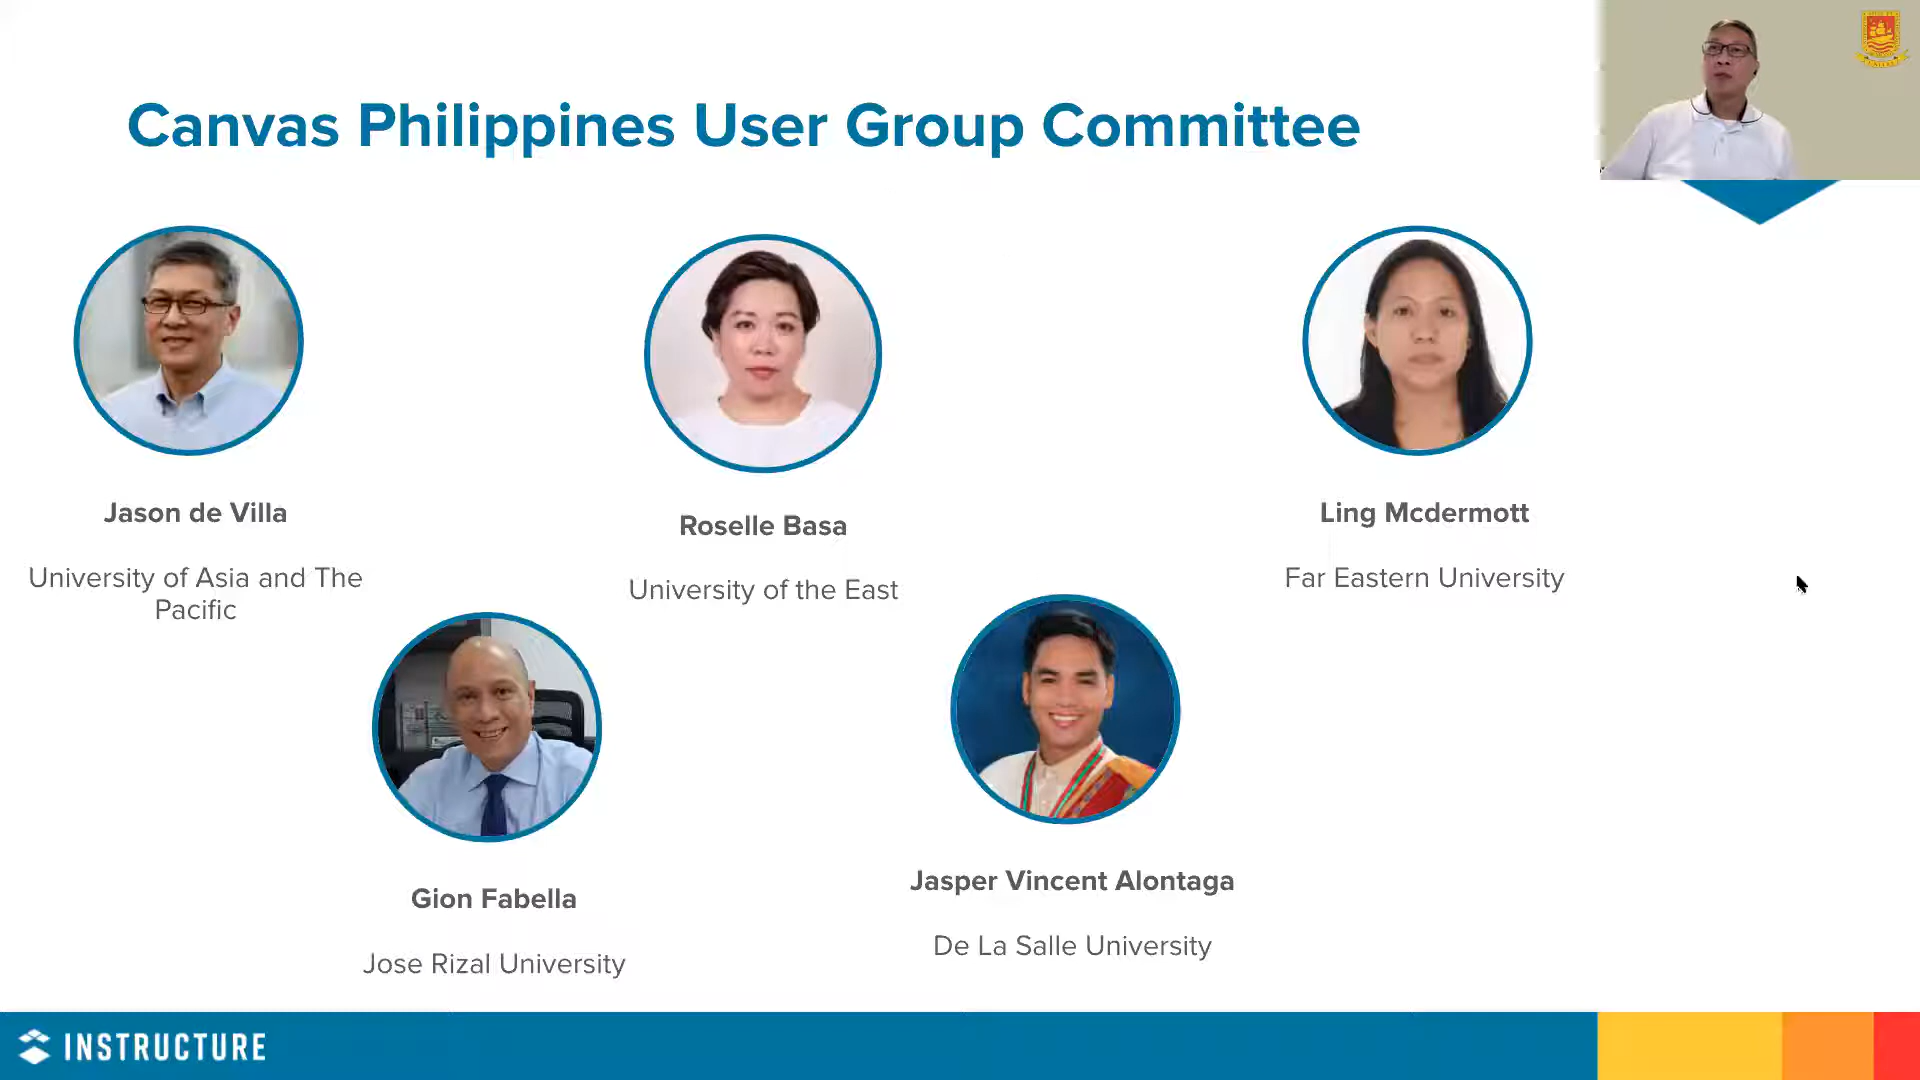 Canvas Philippines User Group Committee
Jason de Villa
University of Asia and The
Pacific
Roselle Basa
University of the East
Ling Mcdermott
Far Eastern University
Gion Fabella
Jose Rizal University
Jasper Vincent Alontaga
De La Salle University
INSTRUCTURE